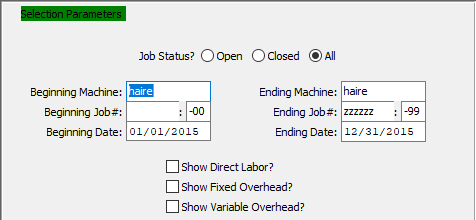 Selection Parameters
Job Status? Open Closed All
Beginning Machine: haire Ending Machine: haire
Beginning Job#: : -00 Ending Job#: zzzzzz : -99
Beginning Date: 01/01/2015 Ending Date: 12/31/2015
Show Direct Labor?
Show Fixed Overhead?
Show Variable Overhead?